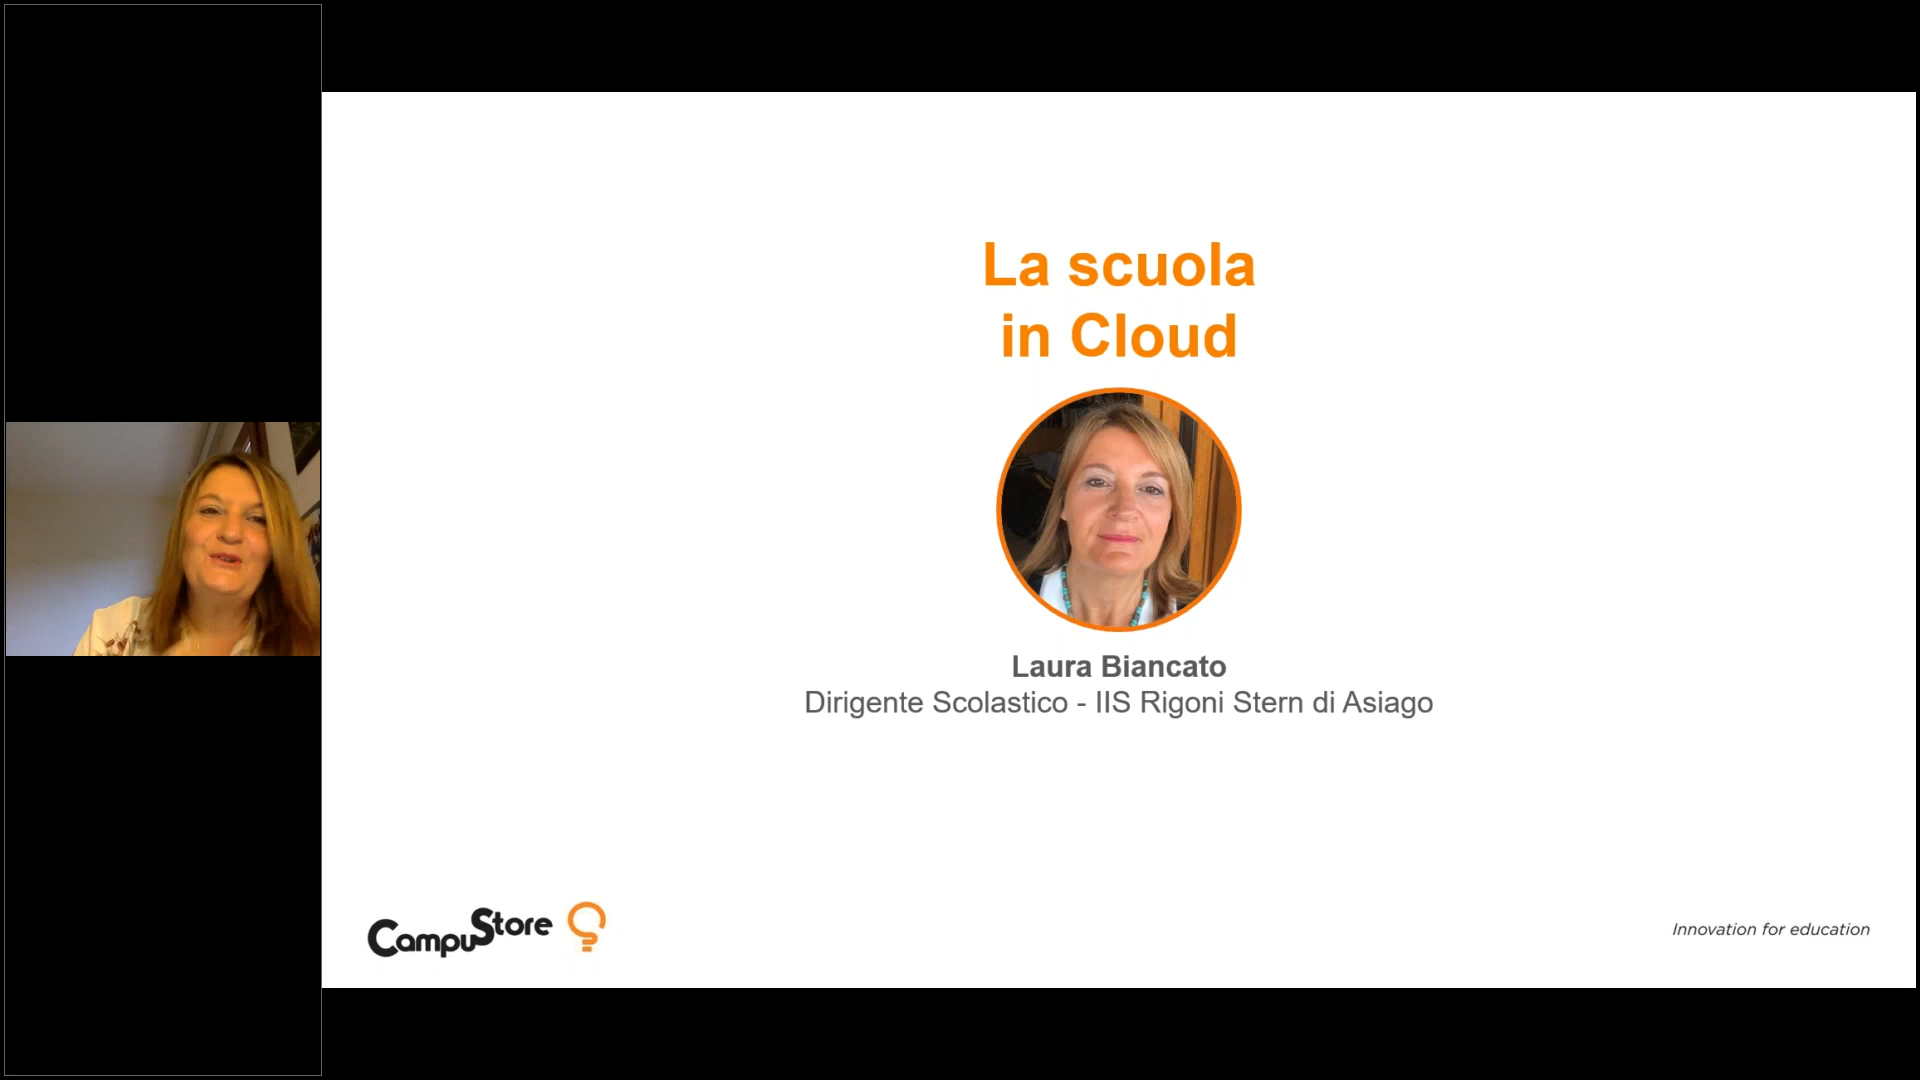 La scuola
in Cloud
Laura Biancato
Dirigente Scolastico - IIS Rigoni Stern di Asiago
CampuStore
Innovation for education